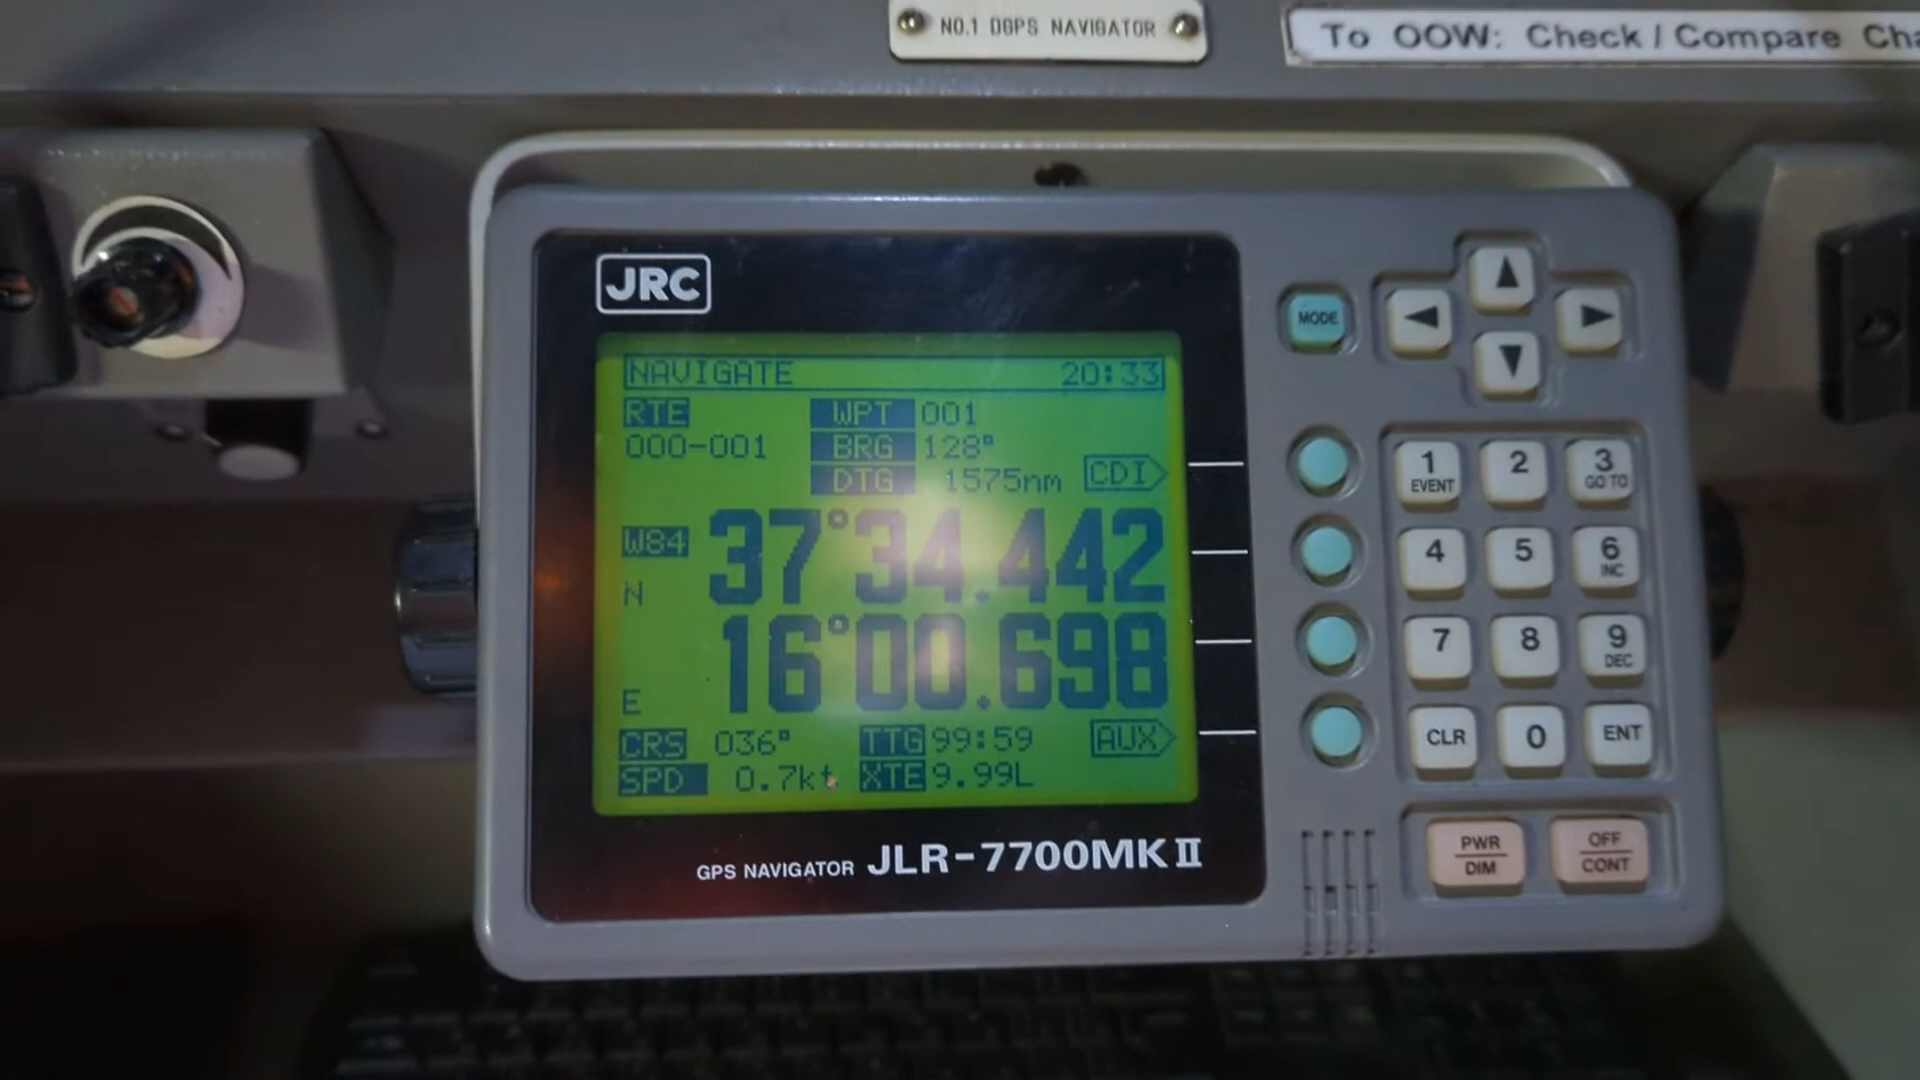 NO.1 DGPS NAVIGATOR
To OOW: Check / Compare
JRC
NAVIGATE 20:33
RTE WPT 001
000-001 BRG 128°
DTG 1575nm CDI
W84 37°34.442
N
16°00.698
E
CRS 036° TTG 99:59 AUX
SPD 0.7kt XTE 9.99L
GPS NAVIGATOR JLR-7700MKII
MODE
1 2 3
EVENT GO TO
4 5 6
INC
7 8 9
DEC
CLR 0 ENT
PWR OFF
DIM CONT